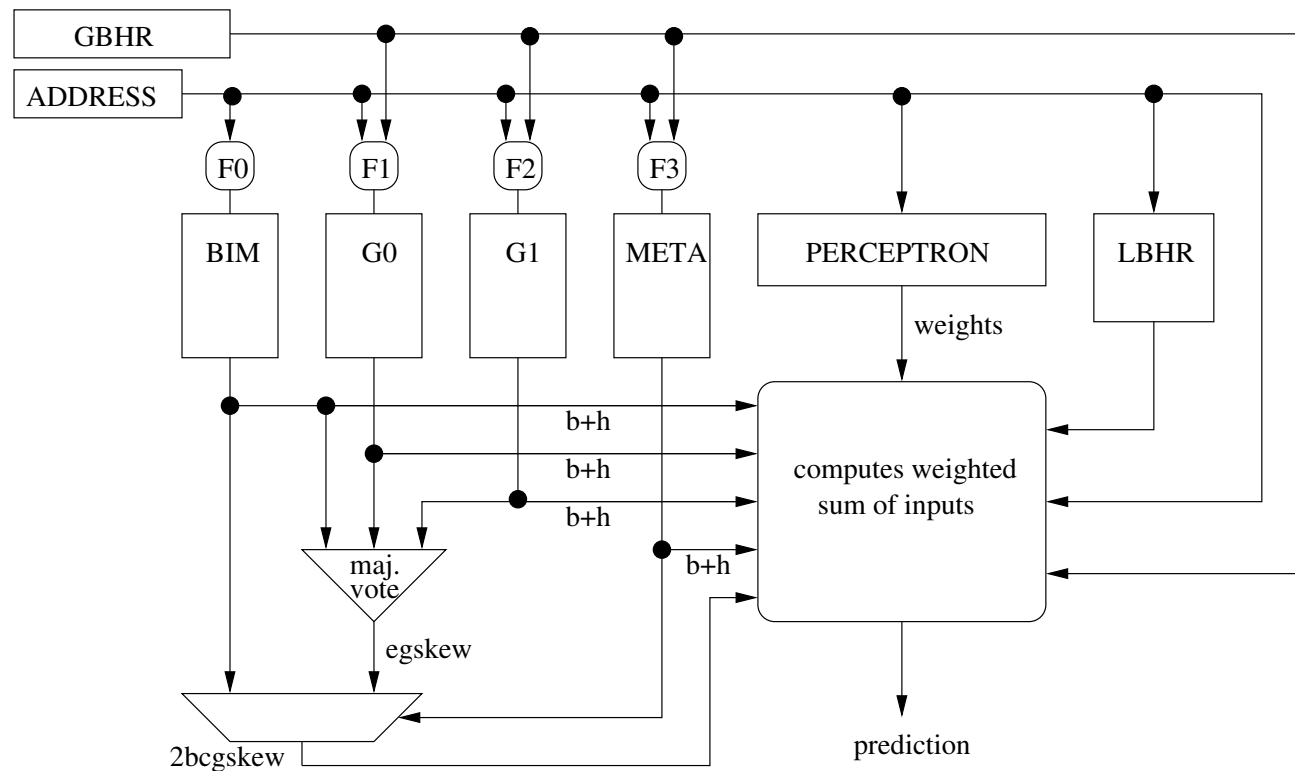 GBHR
ADDRESS
F0
F1
F2
F3
BIM
G0
G1
META
PERCEPTRON
LBHR
weights
b+h
b+h
b+h
b+h
computes weighted
sum of inputs
maj.
vote
egskew
2bcgskew
prediction